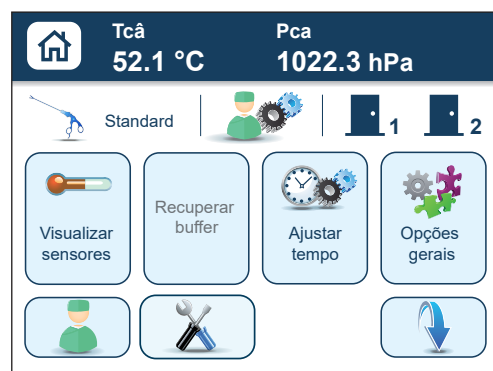 Tcâ
Pca
52.1 °C
1022.3 hPa
Standard
1
2
Visualizar
sensores
Recuperar
buffer
Ajustar
tempo
Opções
gerais